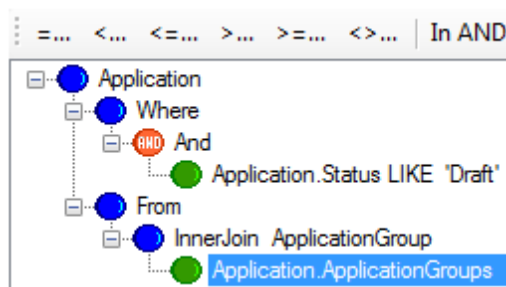 =... <... <=... >... >=... <>... In AND
Application
Where
AND And
Application.Status LIKE 'Draft'
From
InnerJoin ApplicationGroup
Application.ApplicationGroups